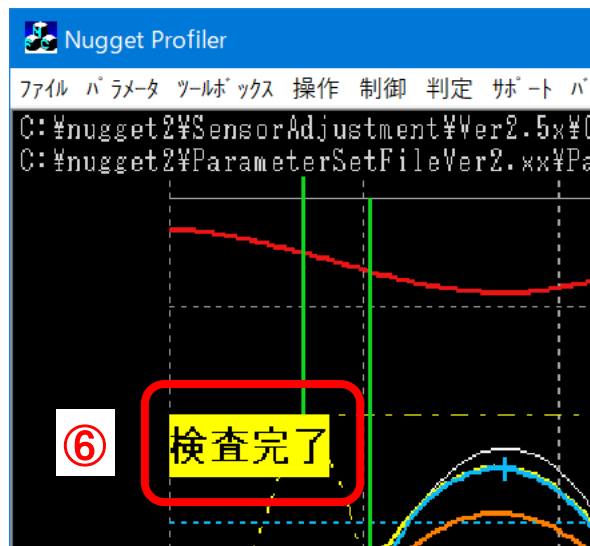 Nugget Profiler
ﾌｧｲﾙ ﾊﾟﾗﾒｰﾀ ﾂｰﾙﾎﾞｯｸｽ 操作 制御 判定 ｻﾎﾟｰﾄ
C:¥nugget2¥SensorAdjustment¥Ver2.5x¥
C:¥nugget2¥ParameterSetFileVer2.xx¥Pa
⑥ 検査完了